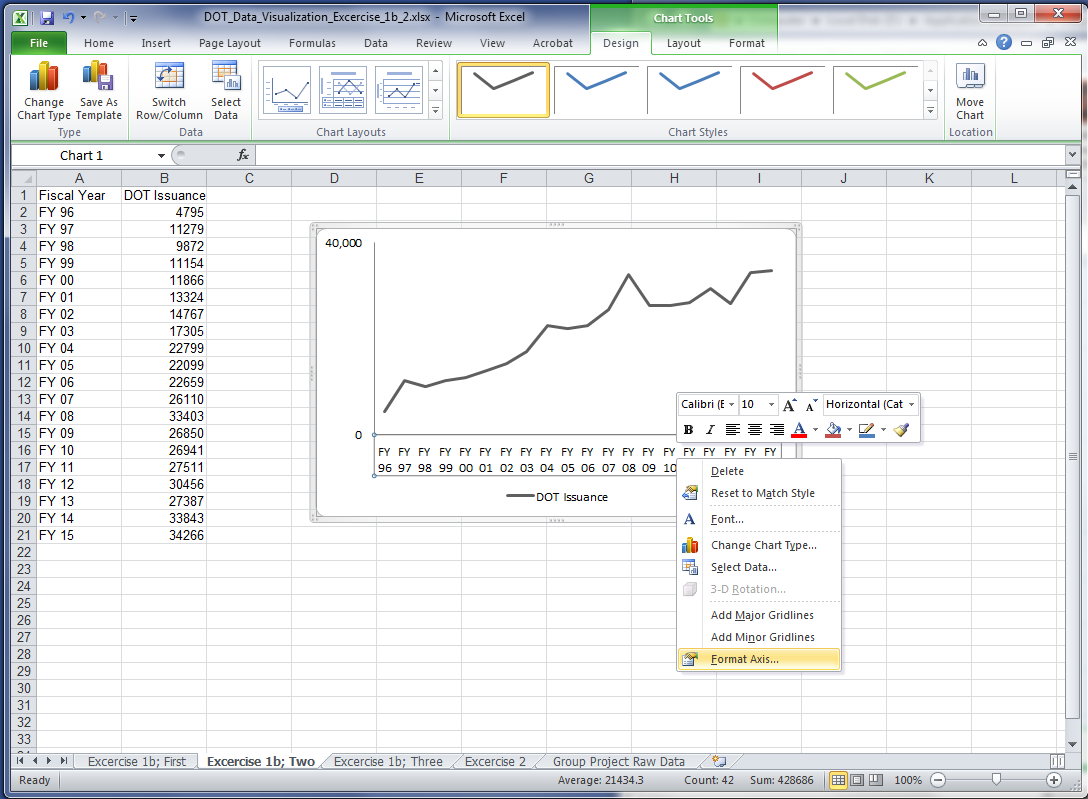 DOT_Data_Visualization_Excercise_1b_2.xlsx - Microsoft Excel
Chart Tools
File Home Insert Page Layout Formulas Data Review View Acrobat Design Layout Format
Change Chart Type
Save As Template
Switch Row/Column
Select Data
Move Chart
Type Data Chart Layouts Chart Styles Location
Chart 1 fx
A B C D E F G H I J K L
1 Fiscal Year DOT Issuance
2 FY 96 4795
3 FY 97 11279
4 FY 98 9872
5 FY 99 11154
6 FY 00 11866
7 FY 01 13324
8 FY 02 14767
9 FY 03 17305
10 FY 04 22799
11 FY 05 22099
12 FY 06 22659
13 FY 07 26110
14 FY 08 33403
15 FY 09 26850
16 FY 10 26941
17 FY 11 27511
18 FY 12 30456
19 FY 13 27387
20 FY 14 33843
21 FY 15 34266
22
23
24
25
26
27
28
29
30
31
32
33
40,000
0
FY FY FY FY FY FY FY FY FY FY FY FY FY FY FY FY FY FY FY FY
96 97 98 99 00 01 02 03 04 05 06 07 08 09 10
DOT Issuance
Calibri (E 10 A A Horizontal (Cat
B I A
Delete
Reset to Match Style
A Font...
Change Chart Type...
Select Data...
3-D Rotation...
Add Major Gridlines
Add Minor Gridlines
Format Axis...
Excercise 1b; First Excercise 1b; Two Excercise 1b; Three Excercise 2 Group Project Raw Data
Ready Average: 21434.3 Count: 42 Sum: 428686 100%